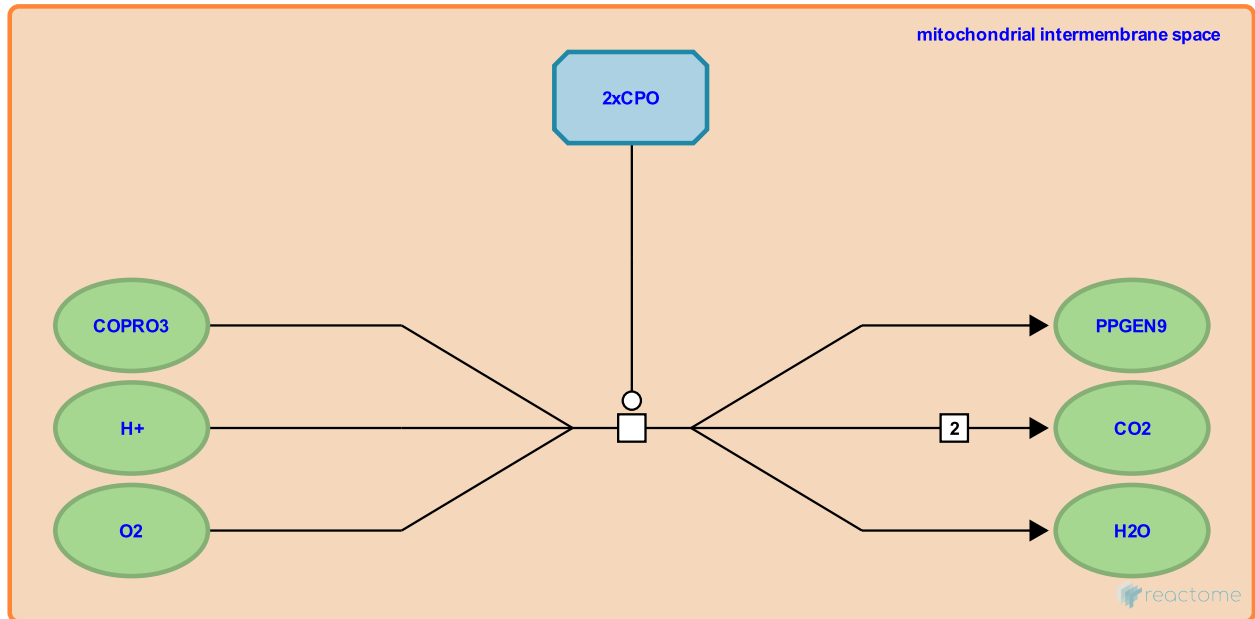 mitochondrial intermembrane space
2xCPO
COPRO3
PPGEN9
H+
2
CO2
O2
H2O
reactome